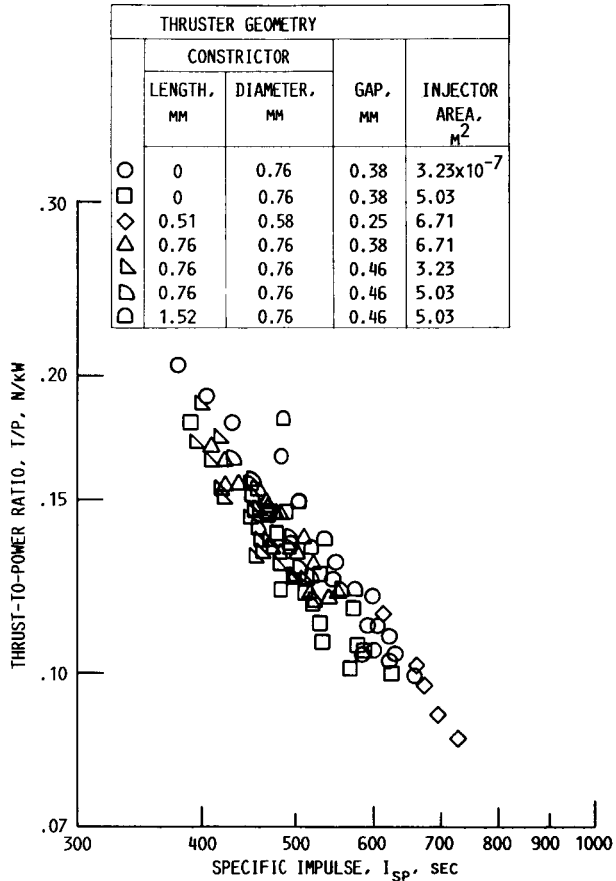 THRUSTER GEOMETRY
CONSTRICTOR
LENGTH, MM
DIAMETER, MM
GAP, MM
INJECTOR AREA, M2
0 0.76 0.38 3.23x10-7
0 0.76 0.38 5.03
0.51 0.58 0.25 6.71
0.76 0.76 0.38 6.71
0.76 0.76 0.46 3.23
0.76 0.76 0.46 5.03
1.52 0.76 0.46 5.03
THRUST-TO-POWER RATIO, T/P, N/KW
.30
.20
.15
.10
.07
300 400 500 600 700 800 900 1000
SPECIFIC IMPULSE, ISP, SEC